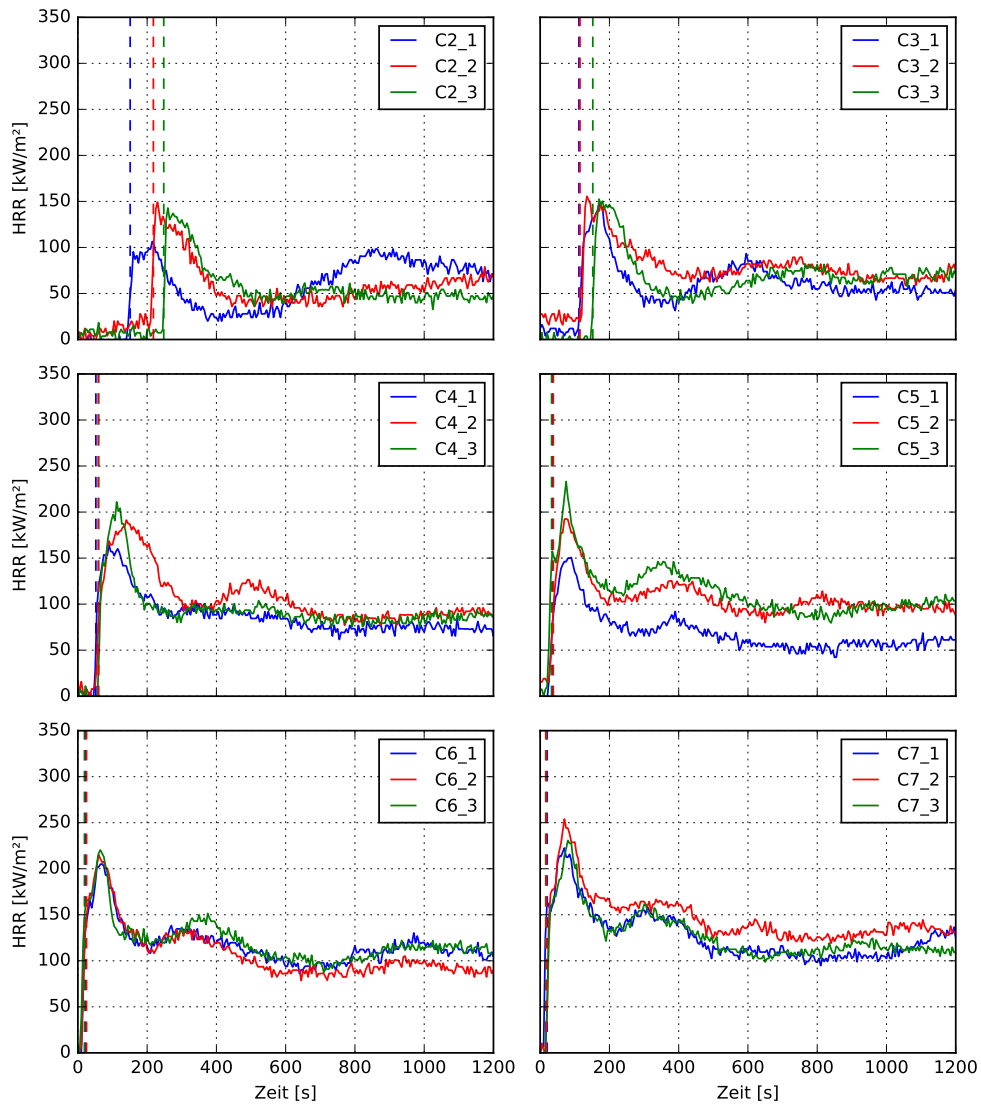 350
300
250
200
150
100
50
0
HRR [kW/m²]
C2_1
C2_2
C2_3
C3_1
C3_2
C3_3
350
300
250
200
150
100
50
0
HRR [kW/m²]
C4_1
C4_2
C4_3
C5_1
C5_2
C5_3
350
300
250
200
150
100
50
0
HRR [kW/m²]
C6_1
C6_2
C6_3
0 200 400 600 800 1000 1200
Zeit [s]
C7_1
C7_2
C7_3
0 200 400 600 800 1000 1200
Zeit [s]